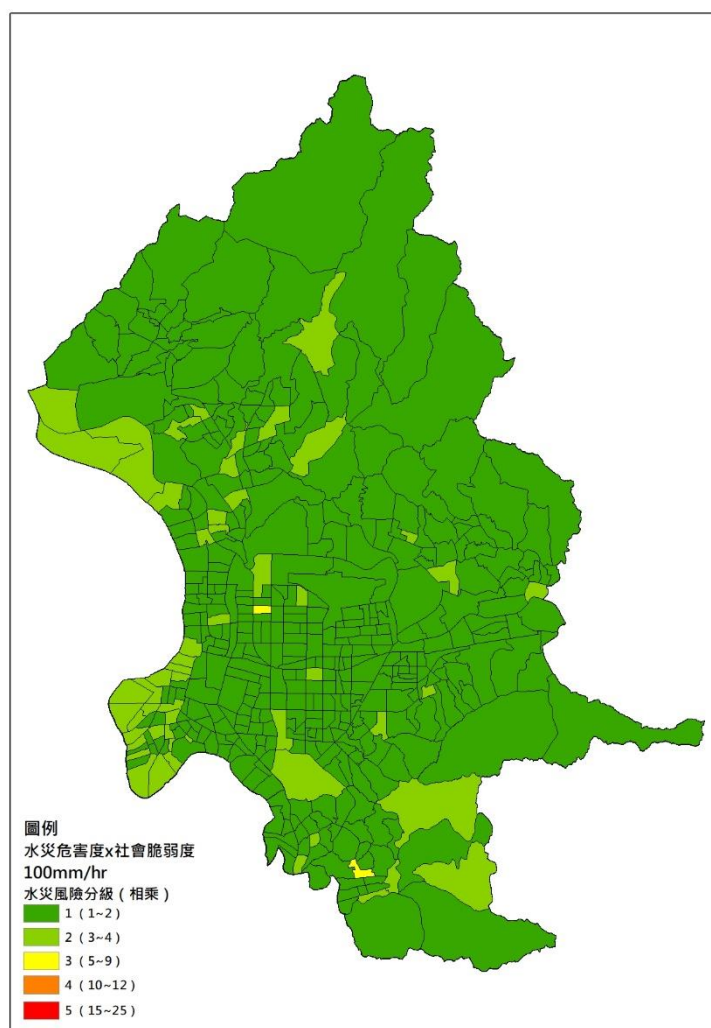 圖例
水災危害度x社會脆弱度
100mm/hr
水災風險分級（相乘）
1（1~2）
2（3~4）
3（5~9）
4（10~12）
5（15~25）